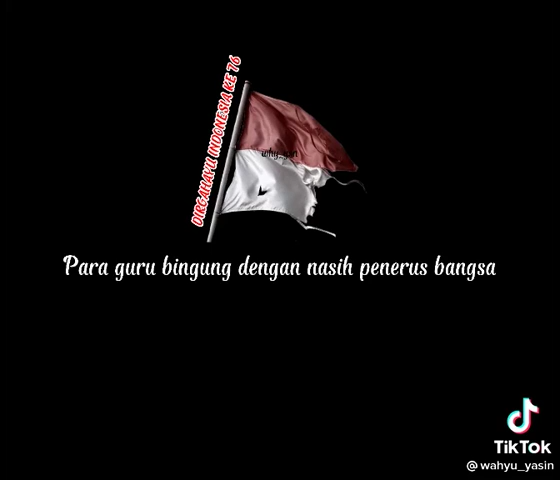 DIRGAHAYU INDONESIA KE 76
Para guru bingung dengan nasih penerus bangsa
TikTok
@wahyu_yasin